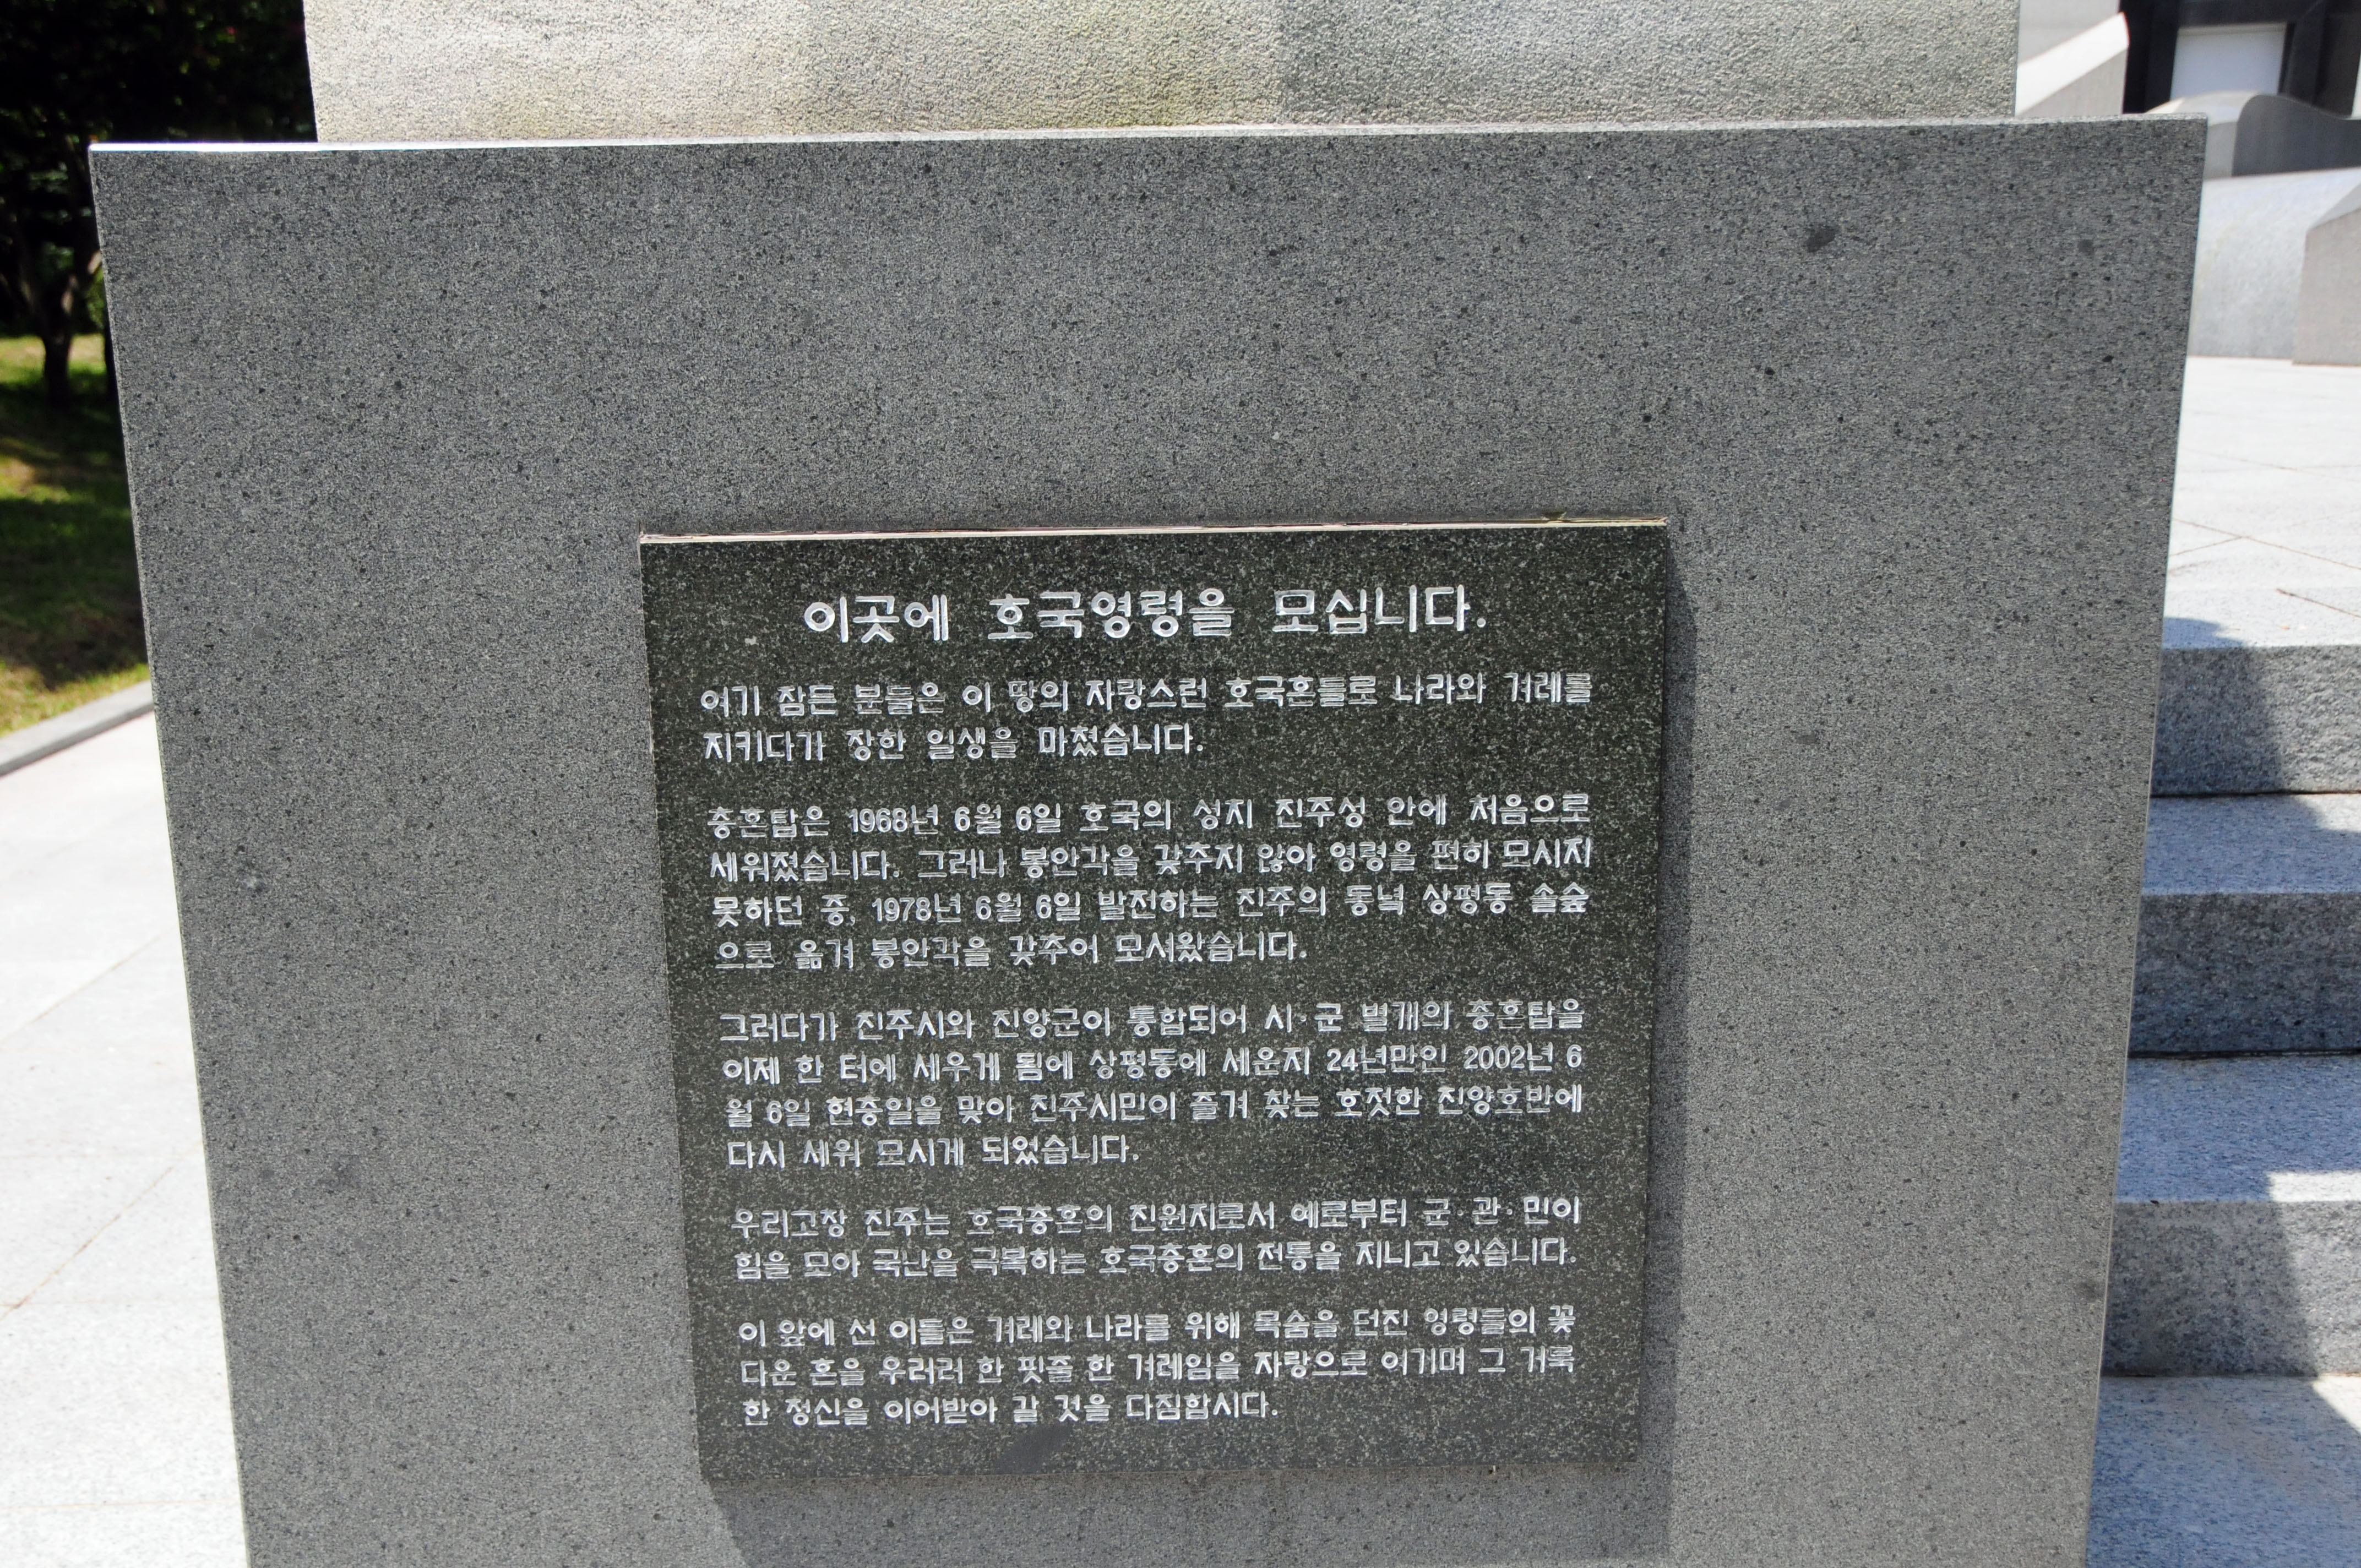 이곳에 호국영령을 모십니다.
여기 잠든 분들은 이 땅의 자랑스런 호국혼들로 나라와 겨레를
지키다가 장한 일생을 마쳤습니다.
충혼탑은 1968년 6월 6일 호국의 성지 진주성 안에 처음으로
세워졌습니다. 그러나 봉안각을 갖추지 않아 영령을 편히 모시지
못하던 중, 1978년 6월 6일 발전하는 진주의 동녘 상평동 솔숲
으로 옮겨 봉안각을 갖추어 모셔왔습니다.
그러다가 진주시와 진양군이 통합되어 시·군 별개의 충혼탑을
이제 한 터에 세우게 됨에 상평동에 세운지 24년만인 2002년 6
월 6일 현충일을 맞아 진주시민이 즐겨 찾는 호젓한 진양호반에
다시 세워 모시게 되었습니다.
우리고장 진주는 호국충혼의 진원지로서 예로부터 군·관·민이
힘을 모아 국난을 극복하는 호국충혼의 전통을 지니고 있습니다.
이 앞에 선 이들은 겨레와 나라를 위해 목숨을 던진 영령들의 꽃
다운 혼을 우러러 한 핏줄 한 겨레임을 자랑으로 여기며 그 거룩
한 정신을 이어받아 갈 것을 다짐합시다.